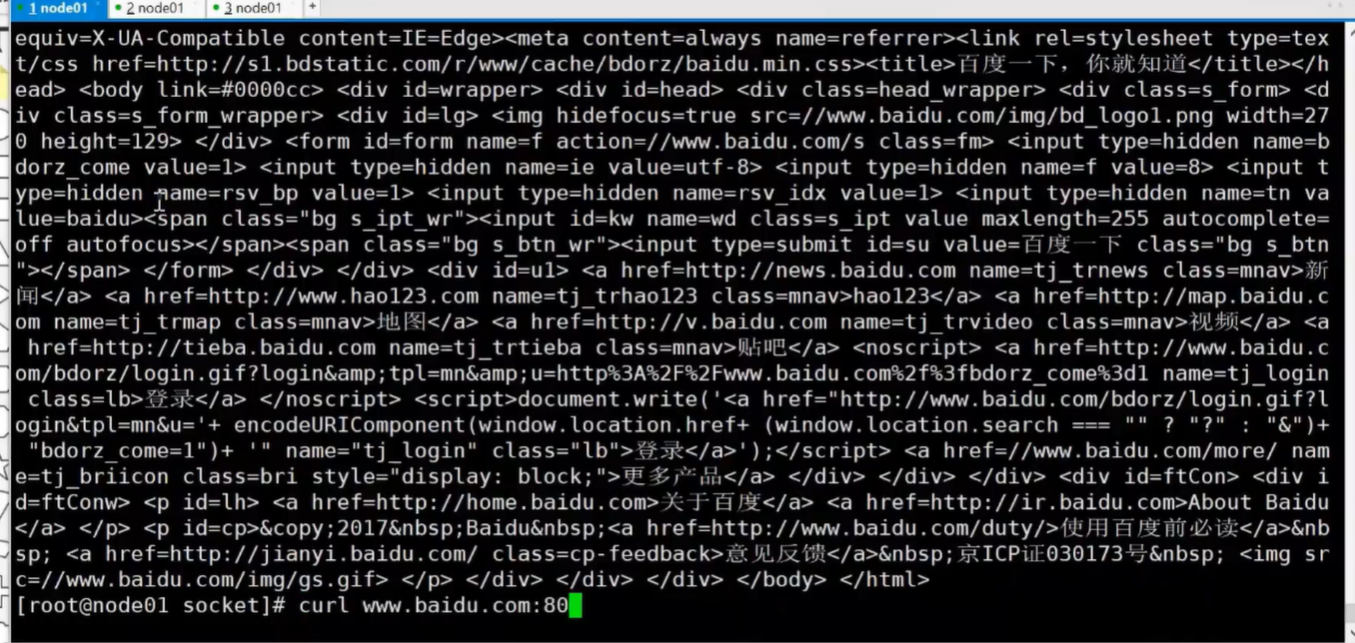 1 node01 2 node01 3 node01 +
equiv=X-UA-Compatible content=IE=Edge><meta content=always name=referrer><link rel=stylesheet type=tex
t/css href=http://s1.bdstatic.com/r/www/cache/bdorz/baidu.min.css><title>百度一下，你就知道</title></h
ead> <body link=#0000cc> <div id=wrapper> <div id=head> <div class=head_wrapper> <div class=s_form> <d
iv class=s_form_wrapper> <div id=lg> <img hidefocus=true src=//www.baidu.com/img/bd_logo1.png width=27
0 height=129> </div> <form id=form name=f action=//www.baidu.com/s class=fm> <input type=hidden name=b
dorz_come value=1> <input type=hidden name=ie value=utf-8> <input type=hidden name=f value=8> <input t
ype=hidden name=rsv_bp value=1> <input type=hidden name=rsv_idx value=1> <input type=hidden name=tn va
lue=baidu><span class="bg s_ipt_wr"><input id=kw name=wd class=s_ipt value maxlength=255 autocomplete=
off autofocus></span><span class="bg s_btn_wr"><input type=submit id=su value=百度一下 class="bg s_btn
"></span> </form> </div> </div> <div id=u1> <a href=http://news.baidu.com name=tj_trnews class=mnav>新
闻</a> <a href=http://www.hao123.com name=tj_trhao123 class=mnav>hao123</a> <a href=http://map.baidu.c
om name=tj_trmap class=mnav>地图</a> <a href=http://v.baidu.com name=tj_trvideo class=mnav>视频</a> <a
 href=http://tieba.baidu.com name=tj_trtieba class=mnav>贴吧</a> <noscript> <a href=http://www.baidu.c
om/bdorz/login.gif?login&amp;tpl=mn&amp;u=http%3A%2F%2Fwww.baidu.com%2f%3fbdorz_come%3d1 name=tj_login
 class=lb>登录</a> </noscript> <script>document.write('<a href="http://www.baidu.com/bdorz/login.gif?l
ogin&tpl=mn&u='+ encodeURIComponent(window.location.href+ (window.location.search === "" ? "?" : "&")+
 "bdorz_come=1")+ '" name="tj_login" class="lb">登录</a>');</script> <a href=//www.baidu.com/more/ nam
e=tj_briicon class=bri style="display: block;">更多产品</a> </div> </div> </div> <div id=ftCon> <div i
d=ftConw> <p id=lh> <a href=http://home.baidu.com>关于百度</a> <a href=http://ir.baidu.com>About Baidu
</a> </p> <p id=cp>&copy;2017&nbsp;Baidu&nbsp;<a href=http://www.baidu.com/duty/>使用百度前必读</a>&nb
sp; <a href=http://jianyi.baidu.com/ class=cp-feedback>意见反馈</a>&nbsp;京ICP证030173号&nbsp; <img sr
c=//www.baidu.com/img/gs.gif> </p> </div> </div> </div> </body> </html>
[root@node01 socket]# curl www.baidu.com:80